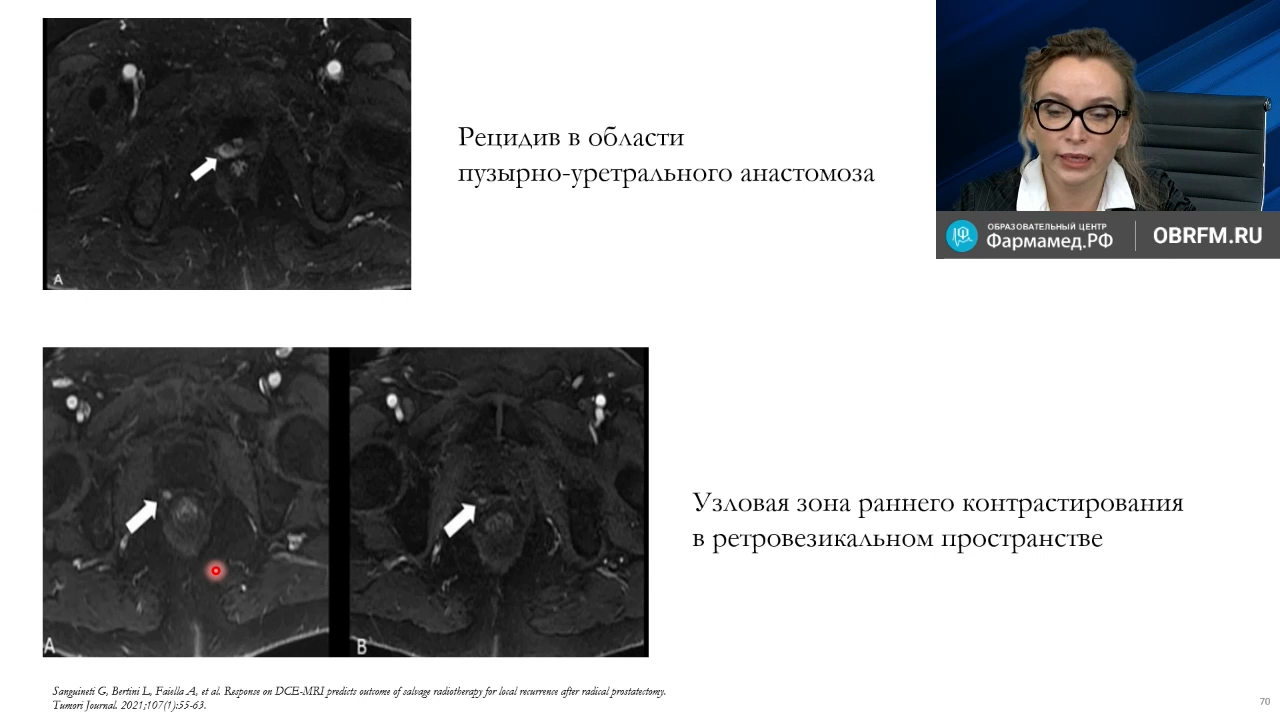 A
Рецидив в области
пузырно-уретрального анастомоза
ОБРАЗОВАТЕЛЬНЫЙ ЦЕНТР
Фармамед.РФ
OBRFM.RU
A
B
Узловая зона раннего контрастирования
в ретровезикальном пространстве
Sanguineti G, Bertini L, Faiella A, et al. Response on DCE-MRI predicts outcome of salvage radiotherapy for local recurrence after radical prostatectomy.
Tumori Journal. 2021;107(1):55-63.
70